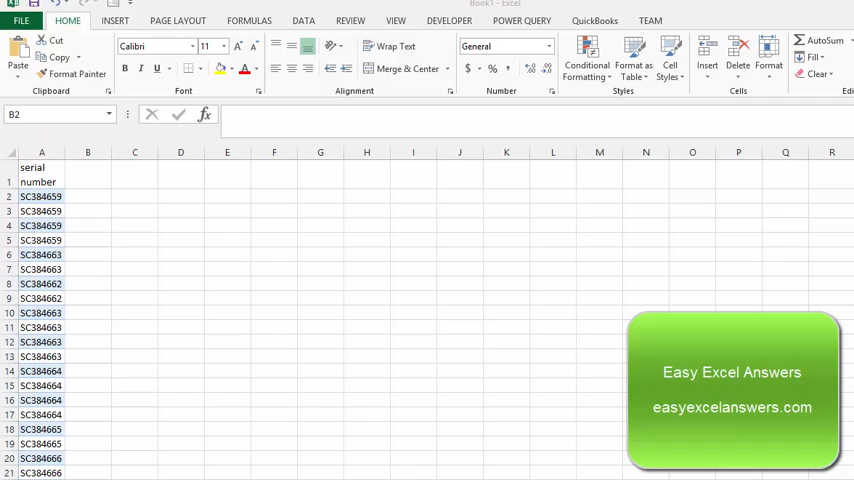 Book1 - Excel
FILE HOME INSERT PAGE LAYOUT FORMULAS DATA REVIEW VIEW DEVELOPER POWER QUERY QuickBooks TEAM
Paste
Cut
Copy
Format Painter
Clipboard
Calibri 11
B I U A
Font
Wrap Text
Merge & Center
Alignment
General
$ % ,
Number
Conditional Formatting
Format as Table
Cell Styles
Styles
Insert Delete Format
Cells
AutoSum
Fill
Clear
B2 fx
A B C D E F G H I J K L M N O P Q R
serial
1 number
2 SC384659
3 SC384659
4 SC384659
5 SC384659
6 SC384663
7 SC384663
8 SC384662
9 SC384662
10 SC384663
11 SC384663
12 SC384663
13 SC384663
14 SC384664
15 SC384664
16 SC384664
17 SC384664
18 SC384665
19 SC384665
20 SC384666
21 SC384666
Easy Excel Answers
easyexcelanswers.com